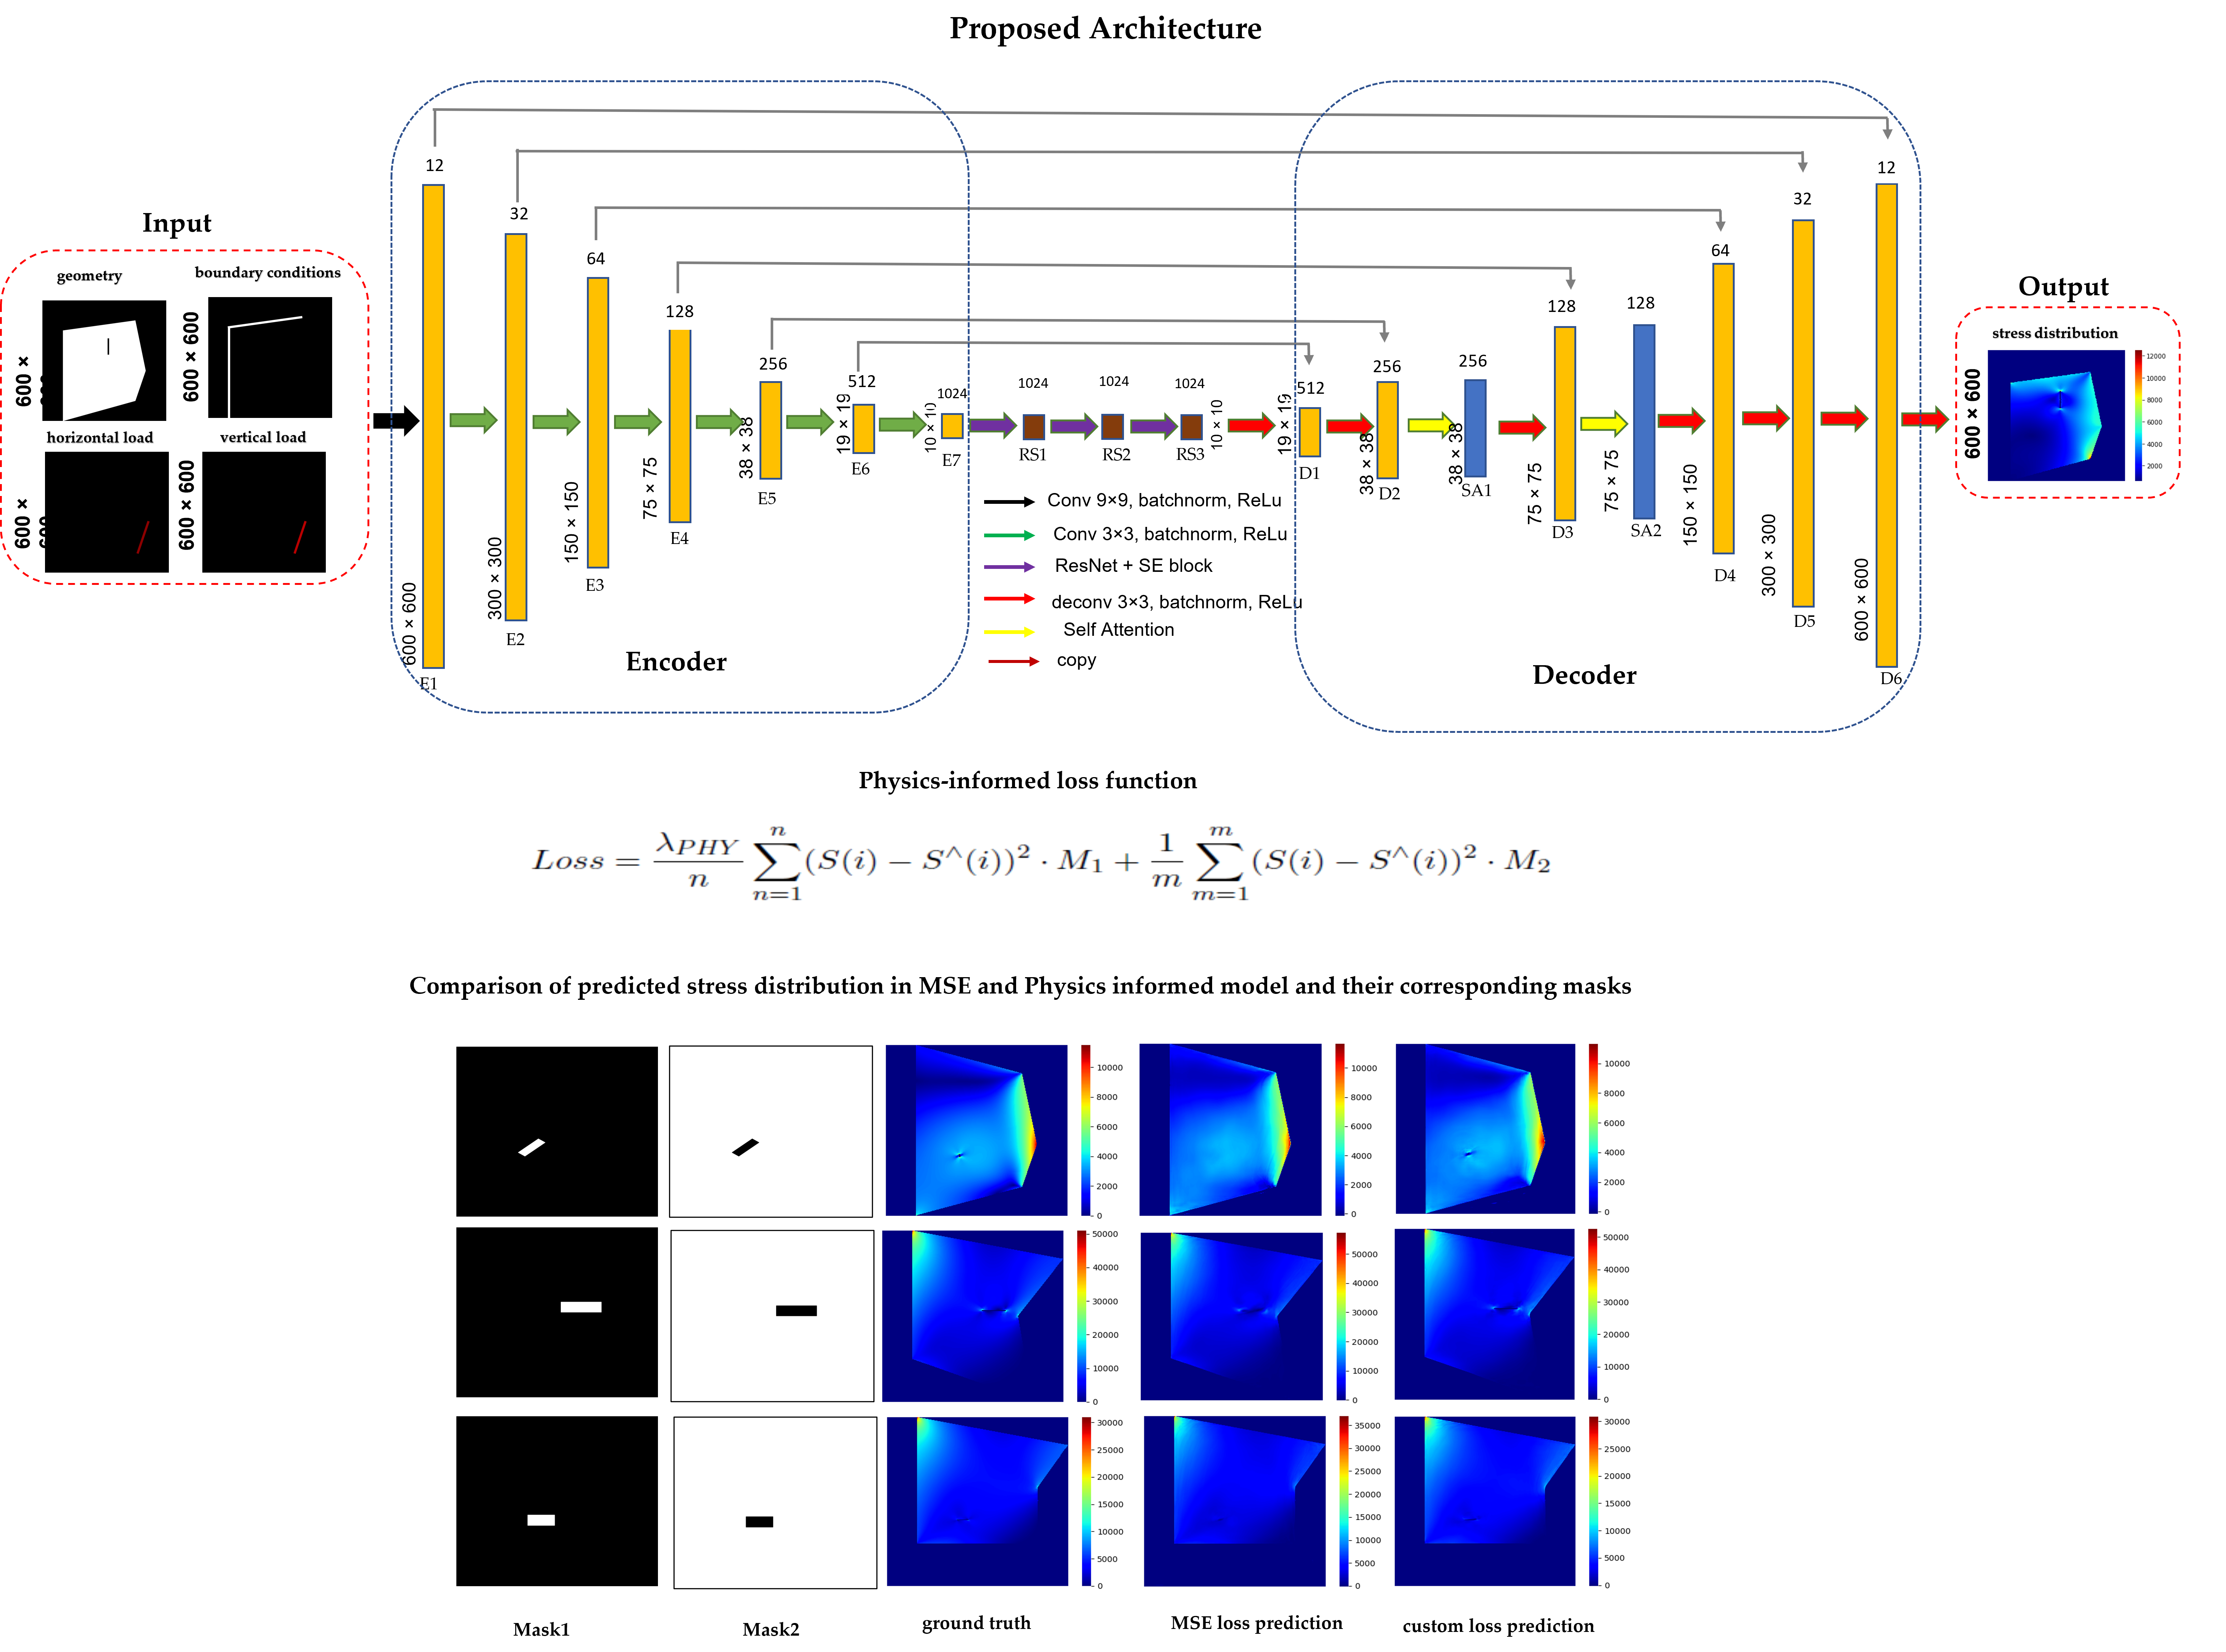 Proposed Architecture
Input
geometry
boundary conditions
600 ×
600 × 600
horizontal load
vertical load
600 ×
600 × 600
12
32
64
128
256
512
1024
1024
1024
1024
512
256
256
128
128
64
32
12
600 × 600
300 × 300
150 × 150
75 × 75
38 × 38
19 × 19
10 × 10
10 × 10
19 × 19
38 × 38
38 × 38
75 × 75
75 × 75
150 × 150
300 × 300
600 × 600
E1
E2
E3
E4
E5
E6
E7
RS1
RS2
RS3
D1
D2
SA1
D3
SA2
D4
D5
D6
Encoder
Decoder
Conv 9×9, batchnorm, ReLu
Conv 3×3, batchnorm, ReLu
ResNet + SE block
deconv 3×3, batchnorm, ReLu
Self Attention
copy
Output
stress distribution
600 × 600
12000
10000
8000
6000
4000
2000
Physics-informed loss function
Loss = \frac{λ_{PHY}}{n} \sum_{n=1}^{n} (S(i) − S^∧(i))^2 · M_1 + \frac{1}{m} \sum_{m=1}^{m} (S(i) − S^∧(i))^2 · M_2
Comparison of predicted stress distribution in MSE and Physics informed model and their corresponding masks
10000
8000
6000
4000
2000
0
10000
8000
6000
4000
2000
0
10000
8000
6000
4000
2000
0
50000
40000
30000
20000
10000
0
50000
40000
30000
20000
10000
0
50000
40000
30000
20000
10000
0
30000
25000
20000
15000
10000
5000
0
35000
30000
25000
20000
15000
10000
5000
0
30000
25000
20000
15000
10000
5000
0
Mask1
Mask2
ground truth
MSE loss prediction
custom loss prediction